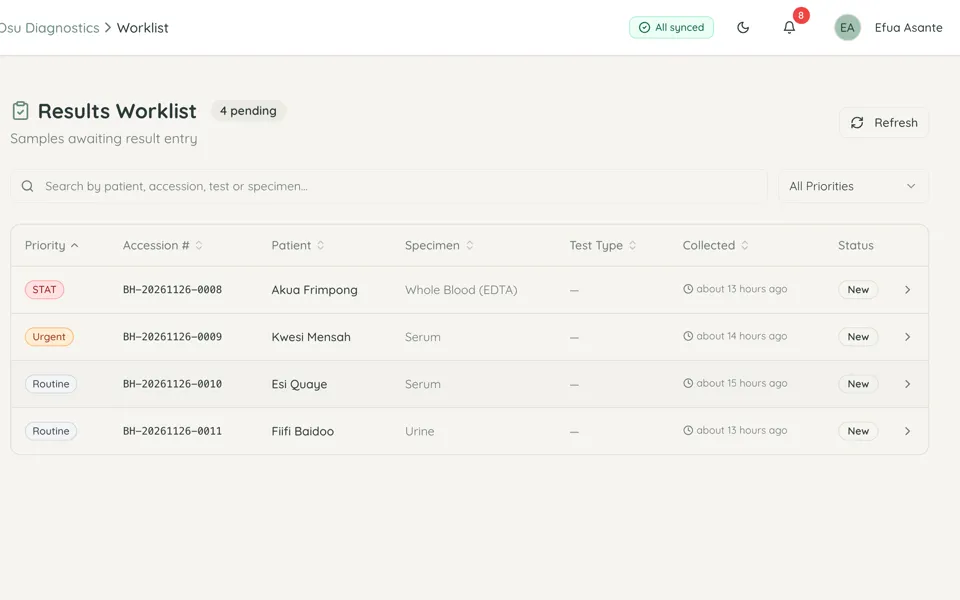 Osu Diagnostics > Worklist
All synced
8
EA
Efua Asante
Results Worklist
4 pending
Samples awaiting result entry
Refresh
Search by patient, accession, test or specimen...
All Priorities
Priority Accession # Patient Specimen Test Type Collected Status
STAT BH-20261126-0008 Akua Frimpong Whole Blood (EDTA) — about 13 hours ago New
Urgent BH-20261126-0009 Kwesi Mensah Serum — about 14 hours ago New
Routine BH-20261126-0010 Esi Quaye Serum — about 15 hours ago New
Routine BH-20261126-0011 Fiifi Baidoo Urine — about 13 hours ago New